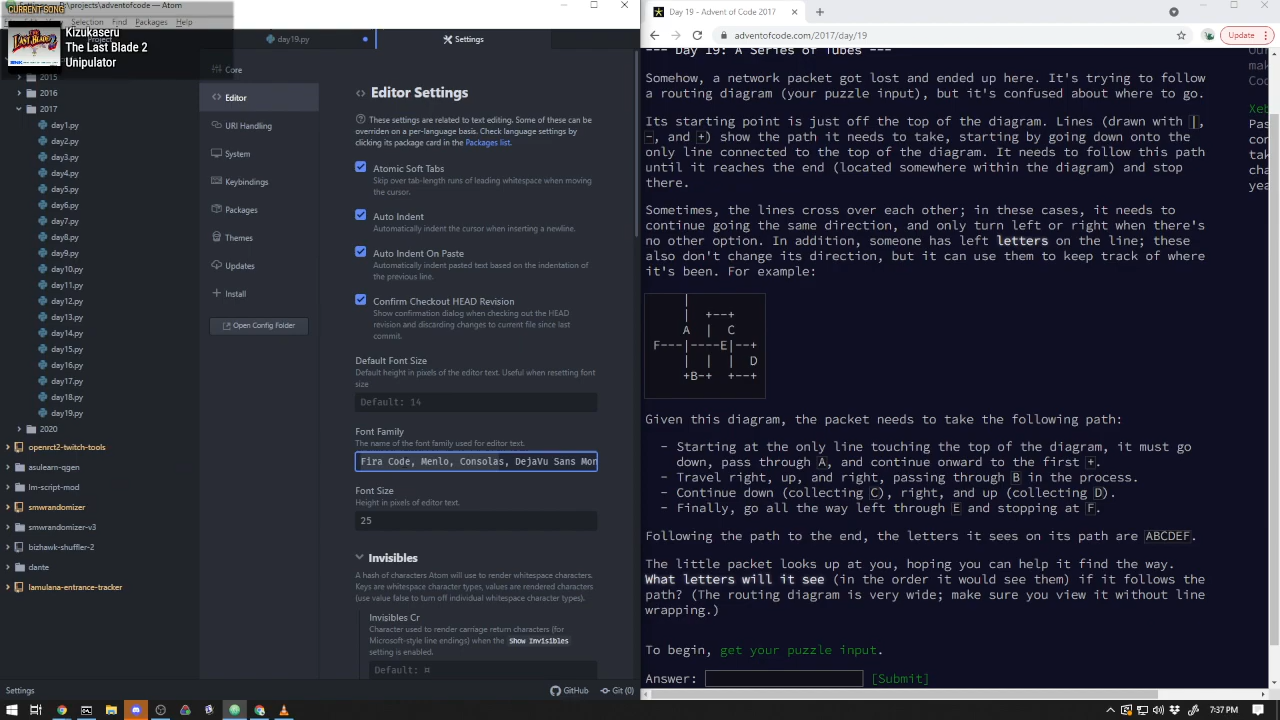 CURRENT SONG
Kizukaseru
The Last Blade 2
Unipulator
\projects\adventofcode — Atom
Selection Find Packages Help
Project
day19.py
Settings
2015
2016
2017
day1.py
day2.py
day3.py
day4.py
day5.py
day6.py
day7.py
day8.py
day9.py
day10.py
day11.py
day12.py
day13.py
day14.py
day15.py
day16.py
day17.py
day18.py
day19.py
2020
openrct2-twitch-tools
asulearn-qgen
lm-script-mod
smwrandomizer
smwrandomizer-v3
bizhawk-shuffler-2
dante
lamulana-entrance-tracker
Core
Editor
URI Handling
System
Keybindings
Packages
Themes
Updates
Install
Open Config Folder
Editor Settings
These settings are related to text editing. Some of these can be
overriden on a per-language basis. Check language settings by
clicking its package card in the Packages list.
Atomic Soft Tabs
Skip over tab-length runs of leading whitespace when moving
the cursor.
Auto Indent
Automatically indent the cursor when inserting a newline.
Auto Indent On Paste
Automatically indent pasted text based on the indentation of
the previous line.
Confirm Checkout HEAD Revision
Show confirmation dialog when checking out the HEAD
revision and discarding changes to current file since last
commit.
Default Font Size
Default height in pixels of the editor text. Useful when resetting font
size
Default: 14
Font Family
The name of the font family used for editor text.
Fira Code, Menlo, Consolas, DejaVu Sans Mon
Font Size
Height in pixels of editor text.
25
Invisibles
A hash of characters Atom will use to render whitespace characters.
Keys are whitespace character types, values are rendered characters
(use value false to turn off individual whitespace character types).
Invisibles Cr
Character used to render carriage return characters (for
Microsoft-style line endings) when the Show Invisibles
setting is enabled.
Default: ¤
Settings
GitHub
Git (0)
Day 19 - Advent of Code 2017
adventofcode.com/2017/day/19
Update
--- Day 19: A Series of Tubes ---
Somehow, a network packet got lost and ended up here. It's trying to follow
a routing diagram (your puzzle input), but it's confused about where to go.
Its starting point is just off the top of the diagram. Lines (drawn with |,
-, and +) show the path it needs to take, starting by going down onto the
only line connected to the top of the diagram. It needs to follow this path
until it reaches the end (located somewhere within the diagram) and stop
there.
Sometimes, the lines cross over each other; in these cases, it needs to
continue going the same direction, and only turn left or right when there's
no other option. In addition, someone has left letters on the line; these
also don't change its direction, but it can use them to keep track of where
it's been. For example:
|
|  +--+
A  |  C
F---|----E|--+
|  |  |  D
+B-+  +--+
Given this diagram, the packet needs to take the following path:
- Starting at the only line touching the top of the diagram, it must go
down, pass through A, and continue onward to the first +.
- Travel right, up, and right, passing through B in the process.
- Continue down (collecting C), right, and up (collecting D).
- Finally, go all the way left through E and stopping at F.
Following the path to the end, the letters it sees on its path are ABCDEF.
The little packet looks up at you, hoping you can help it find the way.
What letters will it see (in the order it would see them) if it follows the
path? (The routing diagram is very wide; make sure you view it without line
wrapping.)
To begin, get your puzzle input.
Answer:
[Submit]
Our
mak
Cod
Xeb
Pas
con
tak
cha
yea
7:37 PM